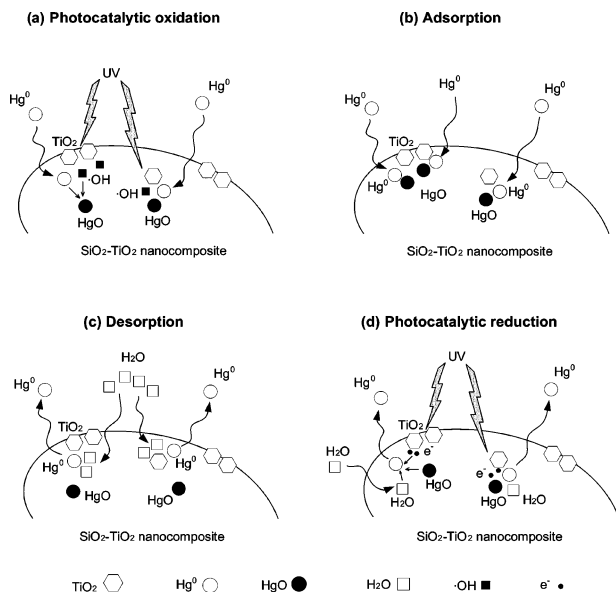 (a) Photocatalytic oxidation
(b) Adsorption
UV
Hg⁰
Hg⁰
Hg⁰
Hg⁰
Hg⁰
TiO₂
TiO₂
·OH
·OH
Hg⁰
HgO
Hg⁰
HgO
HgO
HgO
SiO₂-TiO₂ nanocomposite
SiO₂-TiO₂ nanocomposite
(c) Desorption
(d) Photocatalytic reduction
H₂O
UV
Hg⁰
Hg⁰
Hg⁰
Hg⁰
TiO₂
TiO₂
Hg⁰
Hg⁰
H₂O
e⁻
e⁻
HgO
HgO
HgO
HgO
H₂O
H₂O
SiO₂-TiO₂ nanocomposite
SiO₂-TiO₂ nanocomposite
TiO₂
Hg⁰
HgO
H₂O
·OH
e⁻